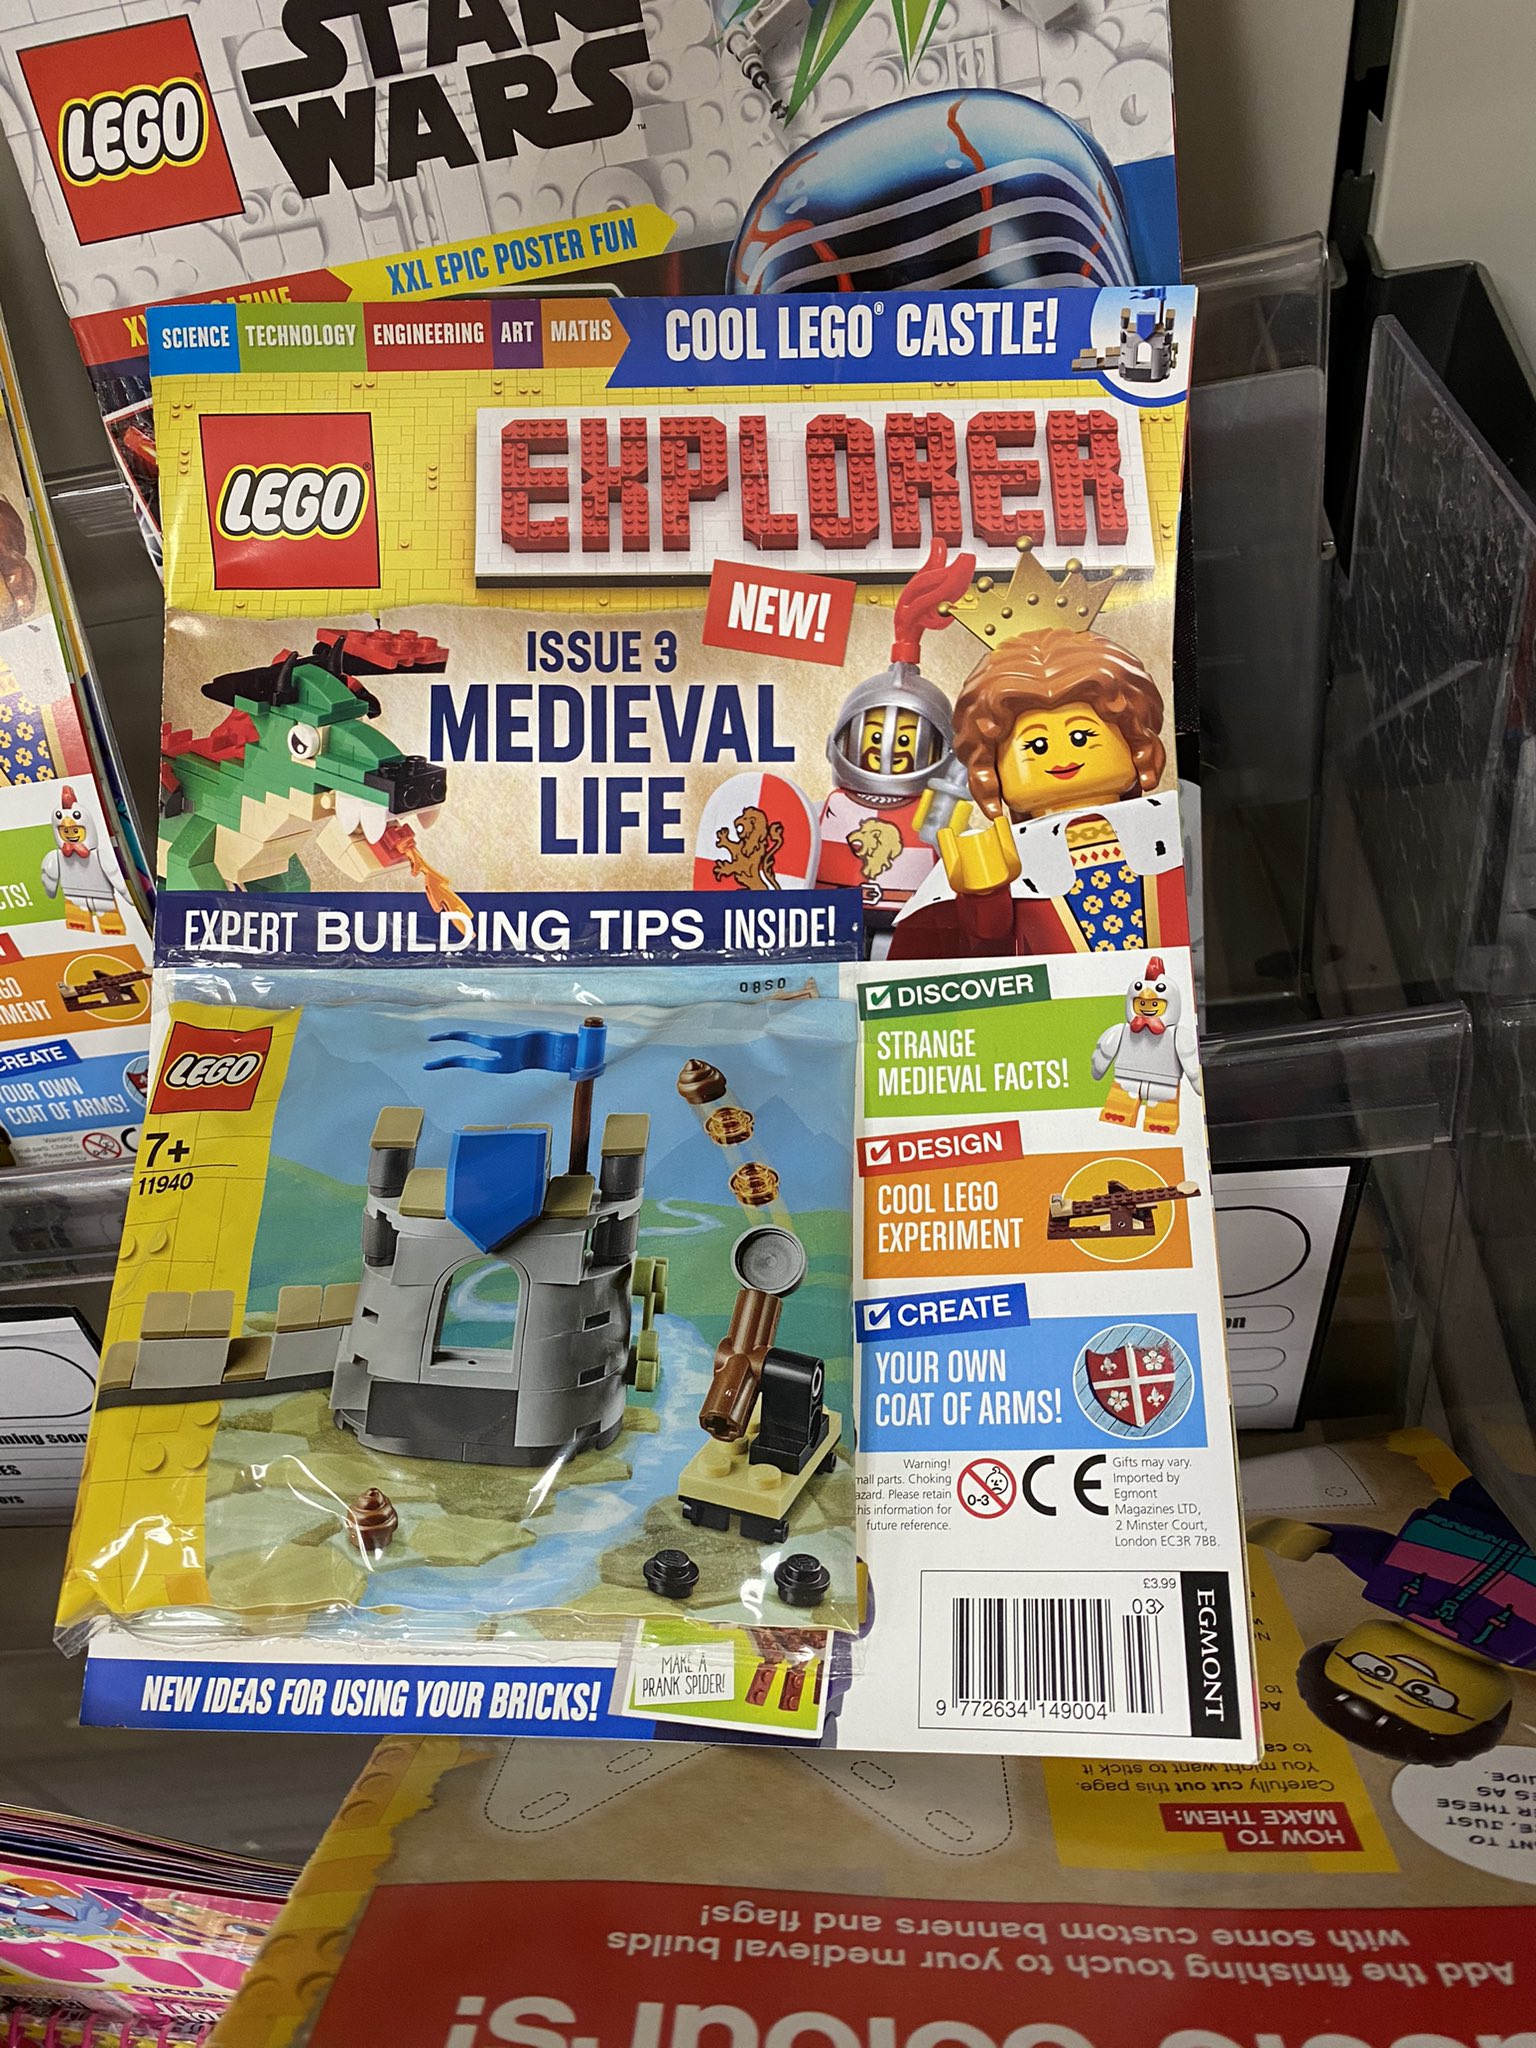 LEGO
STAR
WARS
™
XXL EPIC POSTER FUN
SCIENCE TECHNOLOGY ENGINEERING ART MATHS
COOL LEGO® CASTLE!
LEGO
EXPLORER
NEW!
ISSUE 3
MEDIEVAL
LIFE
EXPERT BUILDING TIPS INSIDE!
08S0
LEGO
7+
11940
DISCOVER
STRANGE
MEDIEVAL FACTS!
DESIGN
COOL LEGO
EXPERIMENT
CREATE
YOUR OWN
COAT OF ARMS!
Warning!
parts. Choking
Please retain
this information for
future reference.
0-3
CE
Gifts may vary.
Imported by
Egmont
Magazines LTD,
2 Minster Court,
London EC3R 7BB.
£3.99
03>
9 772634 149004
EGMONT
MAKE A
PRANK SPIDER!
NEW IDEAS FOR USING YOUR BRICKS!
CREATE
YOUR OWN
COAT OF ARMS!
HOW TO
MAKE THEM:
Carefully cut out this page.
You might want to stick it
to
Add the finishing touch to your medieval builds
with some custom banners and flags!
STICKERS